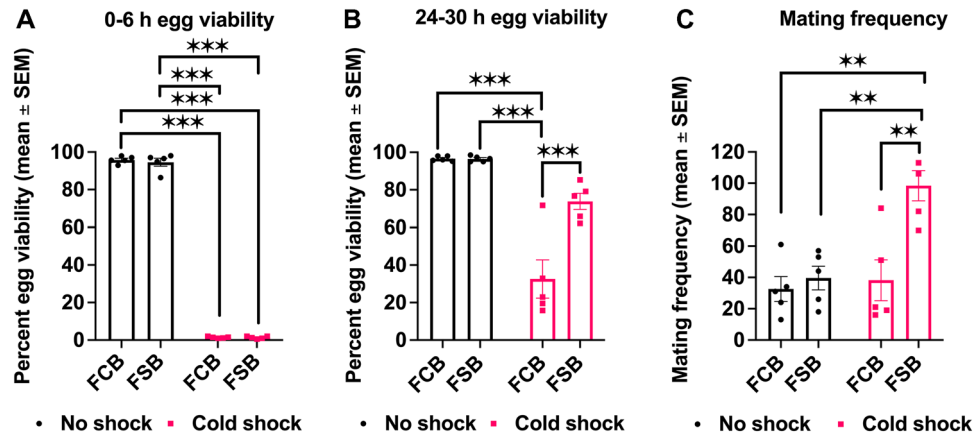 A
0-6 h egg viability
Percent egg viability (mean ± SEM)
✶✶✶
✶✶✶
✶✶✶
✶✶✶
100
80
60
40
20
0
FCB
FSB
FCB
FSB
No shock
Cold shock
B
24-30 h egg viability
Percent egg viability (mean ± SEM)
✶✶✶
✶✶✶
✶✶✶
100
80
60
40
20
0
FCB
FSB
FCB
FSB
No shock
Cold shock
C
Mating frequency
Mating frequency (mean ± SEM)
✶✶
✶✶
✶✶
120
100
80
60
40
20
0
FCB
FSB
FCB
FSB
No shock
Cold shock